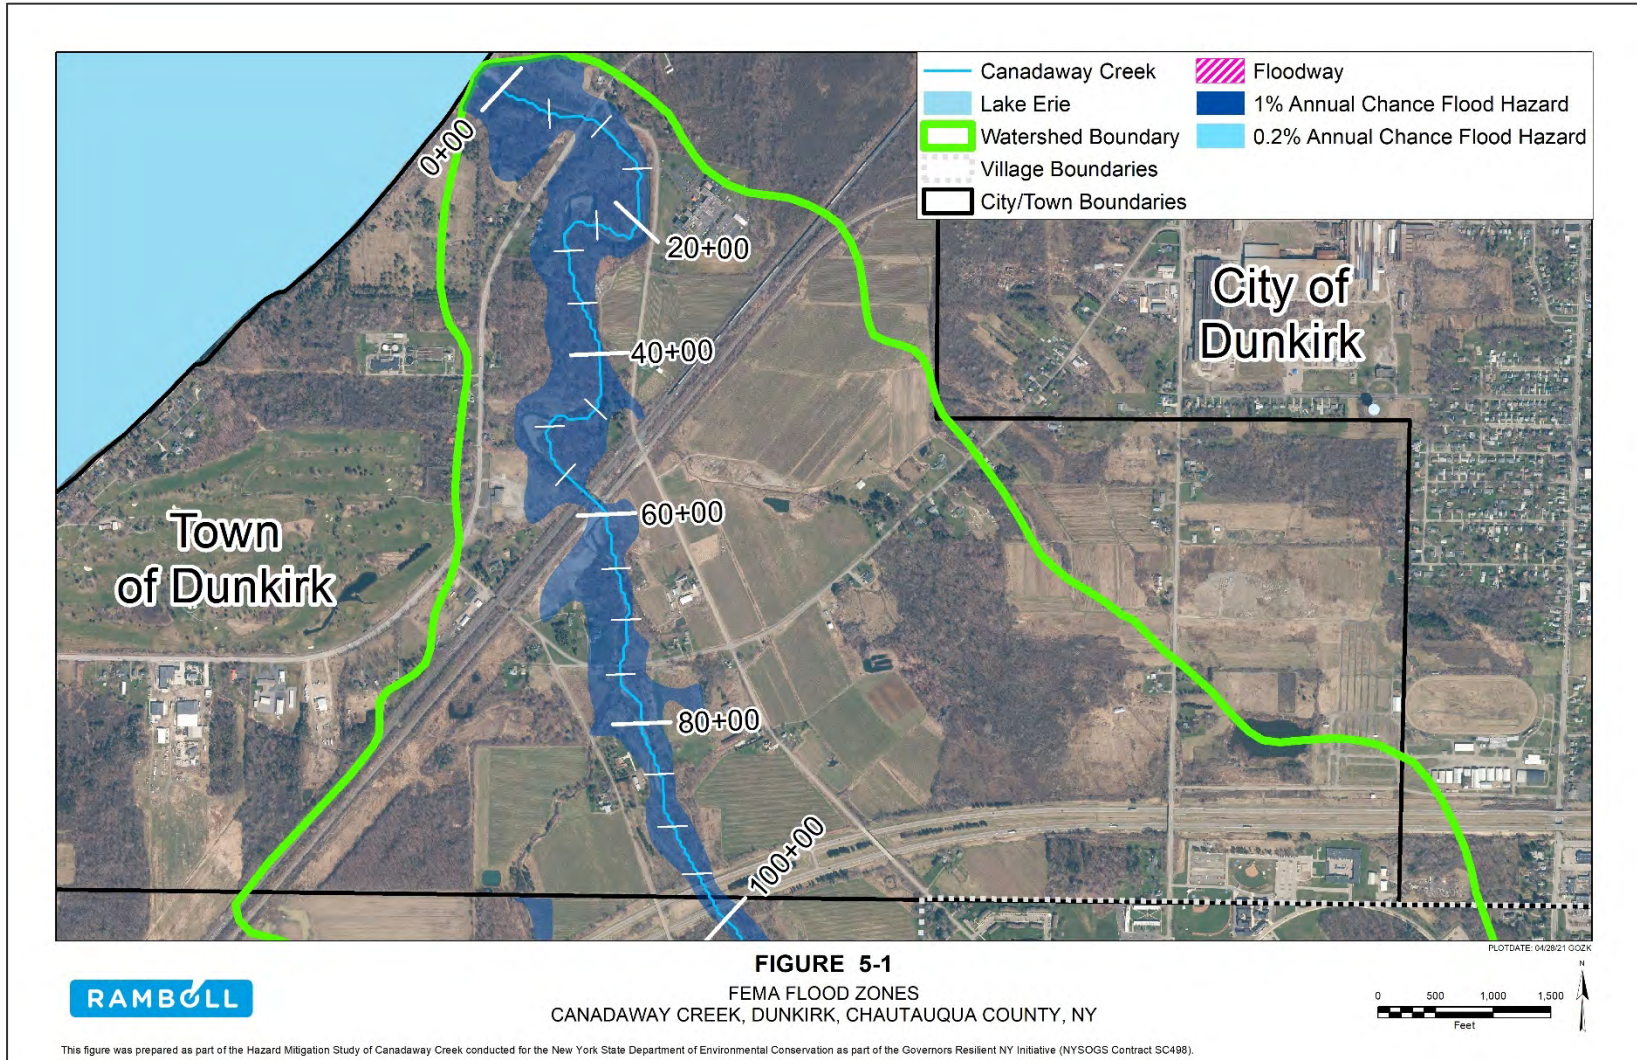 Canadaway Creek
Lake Erie
Watershed Boundary
Village Boundaries
City/Town Boundaries
Floodway
1% Annual Chance Flood Hazard
0.2% Annual Chance Flood Hazard
0+00
20+00
City of
Dunkirk
40+00
60+00
Town
of Dunkirk
80+00
100+00
PLOTDATE: 04/28/21 GOZK
FIGURE 5-1
FEMA FLOOD ZONES
CANADAWAY CREEK, DUNKIRK, CHAUTAUQUA COUNTY, NY
RAMBOLL
N
0 500 1,000 1,500
Feet
This figure was prepared as part of the Hazard Mitigation Study of Canadaway Creek conducted for the New York State Department of Environmental Conservation as part of the Governors Resilient NY Initiative (NYSOGS Contract SC498).